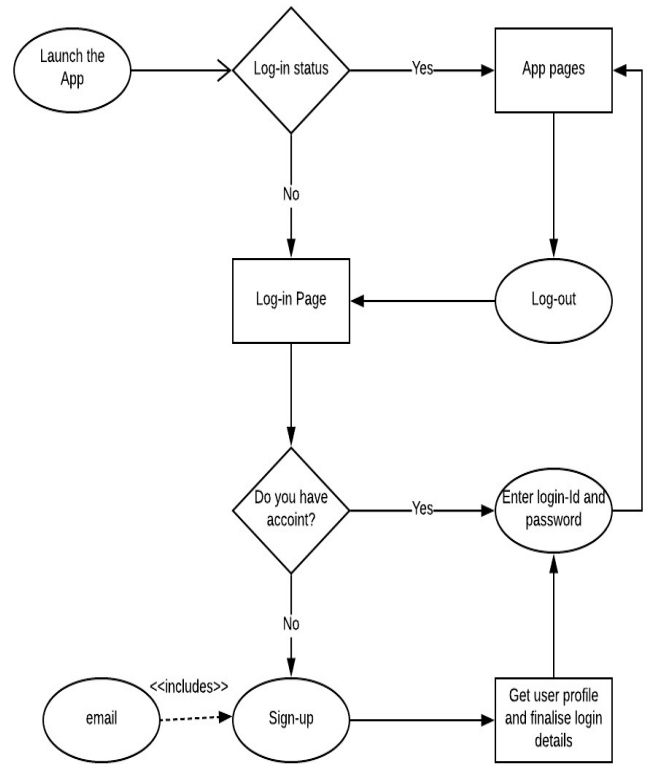 Launch the
App
Log-in status
Yes
App pages
No
Log-in Page
Log-out
Do you have
accoint?
Yes
Enter login-Id and
password
No
<<includes>>
email
Sign-up
Get user profile
and finalise login
details